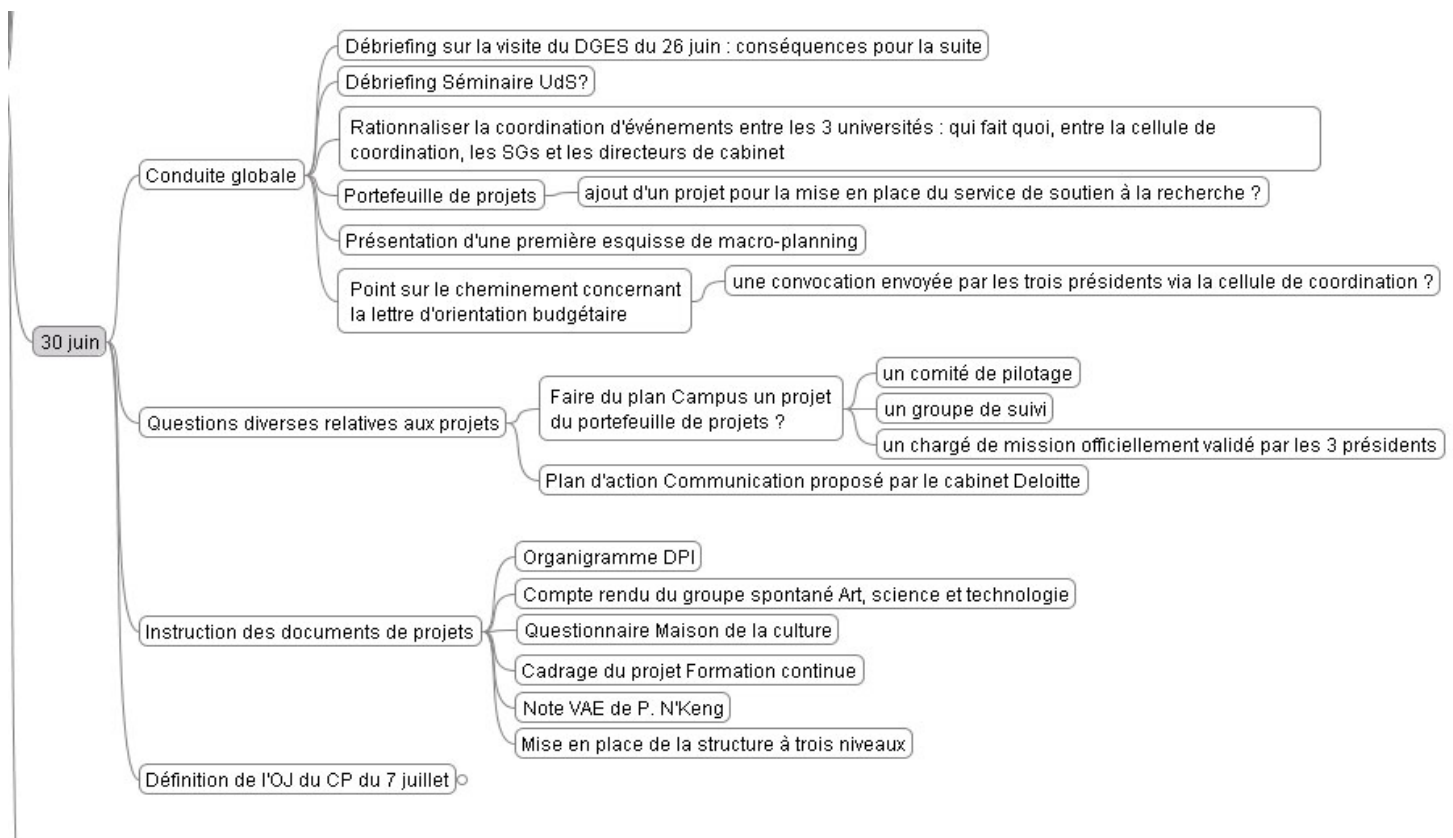 30 juin
Conduite globale
Débriefing sur la visite du DGES du 26 juin : conséquences pour la suite
Débriefing Séminaire UdS?
Rationnaliser la coordination d'événements entre les 3 universités : qui fait quoi, entre la cellule de
coordination, les SGs et les directeurs de cabinet
Portefeuille de projets
ajout d'un projet pour la mise en place du service de soutien à la recherche ?
Présentation d'une première esquisse de macro-planning
Point sur le cheminement concernant
la lettre d'orientation budgétaire
une convocation envoyée par les trois présidents via la cellule de coordination ?
Questions diverses relatives aux projets
Faire du plan Campus un projet
du portefeuille de projets ?
un comité de pilotage
un groupe de suivi
un chargé de mission officiellement validé par les 3 présidents
Plan d'action Communication proposé par le cabinet Deloitte
Instruction des documents de projets
Organigramme DPI
Compte rendu du groupe spontané Art, science et technologie
Questionnaire Maison de la culture
Cadrage du projet Formation continue
Note VAE de P. N'Keng
Mise en place de la structure à trois niveaux
Définition de l'OJ du CP du 7 juillet